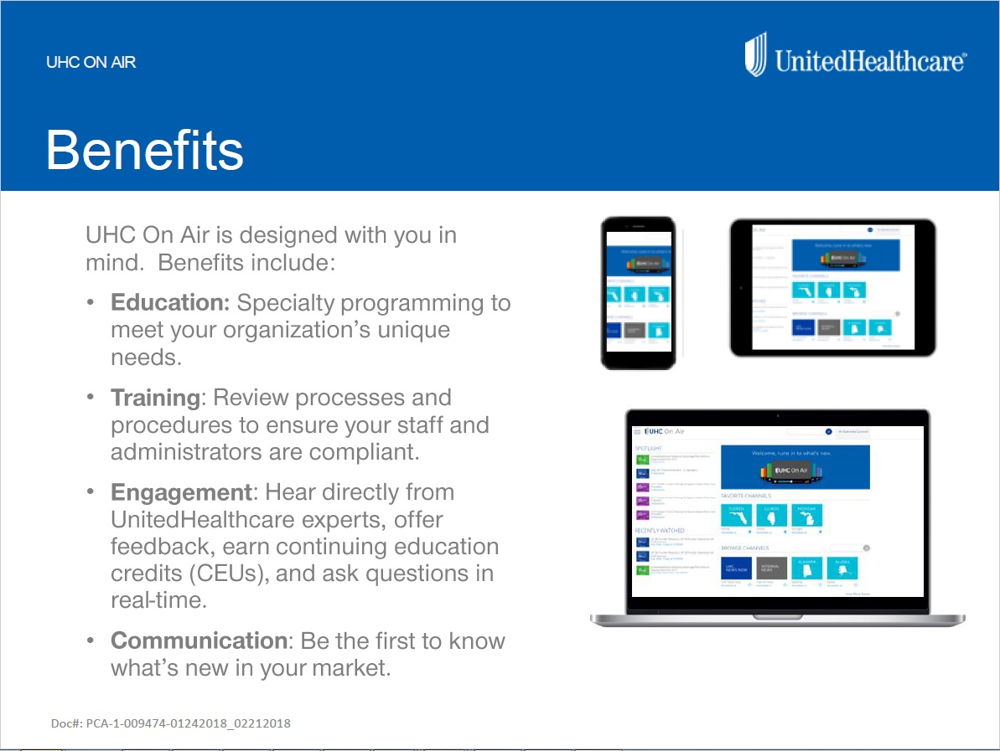 UHC ON AIR
UnitedHealthcare®
Benefits
UHC On Air is designed with you in
mind.  Benefits include:
• Education: Specialty programming to
meet your organization’s unique
needs.
• Training: Review processes and
procedures to ensure your staff and
administrators are compliant.
• Engagement: Hear directly from
UnitedHealthcare experts, offer
feedback, earn continuing education
credits (CEUs), and ask questions in
real-time.
• Communication: Be the first to know
what’s new in your market.
UHC On Air
SPOTLIGHT
Welcome, tune in to what's new.
UHC On Air
FAVORITE CHANNELS
FLORIDA
ILLINOIS
MICHIGAN
RECENTLY WATCHED
BROWSE CHANNELS
UHC NEWS NOW
INTERNAL NEWS
ALABAMA
ALASKA
Doc#: PCA-1-009474-01242018_02212018